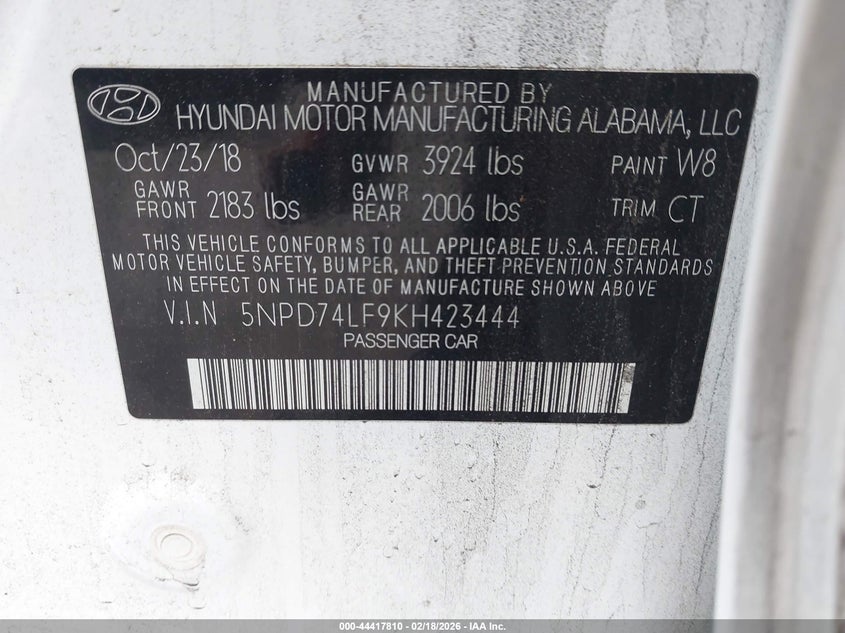 MANUFACTURED BY
HYUNDAI MOTOR MANUFACTURING ALABAMA, LLC
Oct/23/18 GVWR 3924 lbs PAINT W8
GAWR FRONT 2183 lbs GAWR REAR 2006 lbs TRIM CT
THIS VEHICLE CONFORMS TO ALL APPLICABLE U.S.A. FEDERAL
MOTOR VEHICLE SAFETY, BUMPER, AND THEFT PREVENTION STANDARDS
IN EFFECT ON THE DATE OF MANUFACTURE SHOWN ABOVE.
V.I.N 5NPD74LF9KH423444
PASSENGER CAR
000-44417810 - 02/18/2026 - IAA Inc.